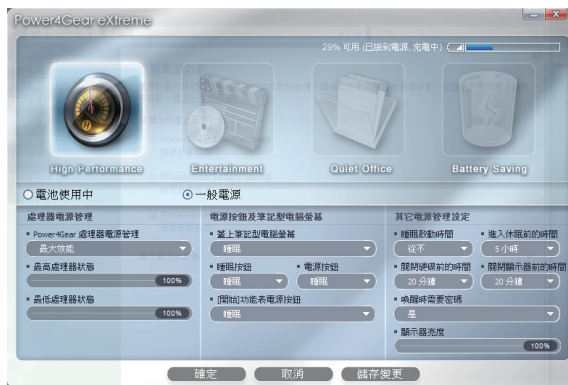 Power4Gear eXtreme
29% 可用 (已接到電源, 充電中)
High Performance
Entertainment
Quiet Office
Battery Saving
電池使用中
一般電源
處理器電源管理
Power4Gear 處理器電源管理
最大效能
最高處理器狀態
100%
最低處理器狀態
100%
電源按鈕及筆記型電腦螢幕
蓋上筆記型電腦螢幕
睡眠
睡眠按鈕
電源按鈕
睡眠
睡眠
[開始]功能表電源按鈕
睡眠
其它電源管理設定
睡眠啟動時間
進入休眠前的時間
從不
5 小時
關閉硬碟前的時間
關閉顯示器前的時間
20 分鐘
20 分鐘
喚醒時需要密碼
是
顯示器亮度
100%
確定
取消
儲存變更